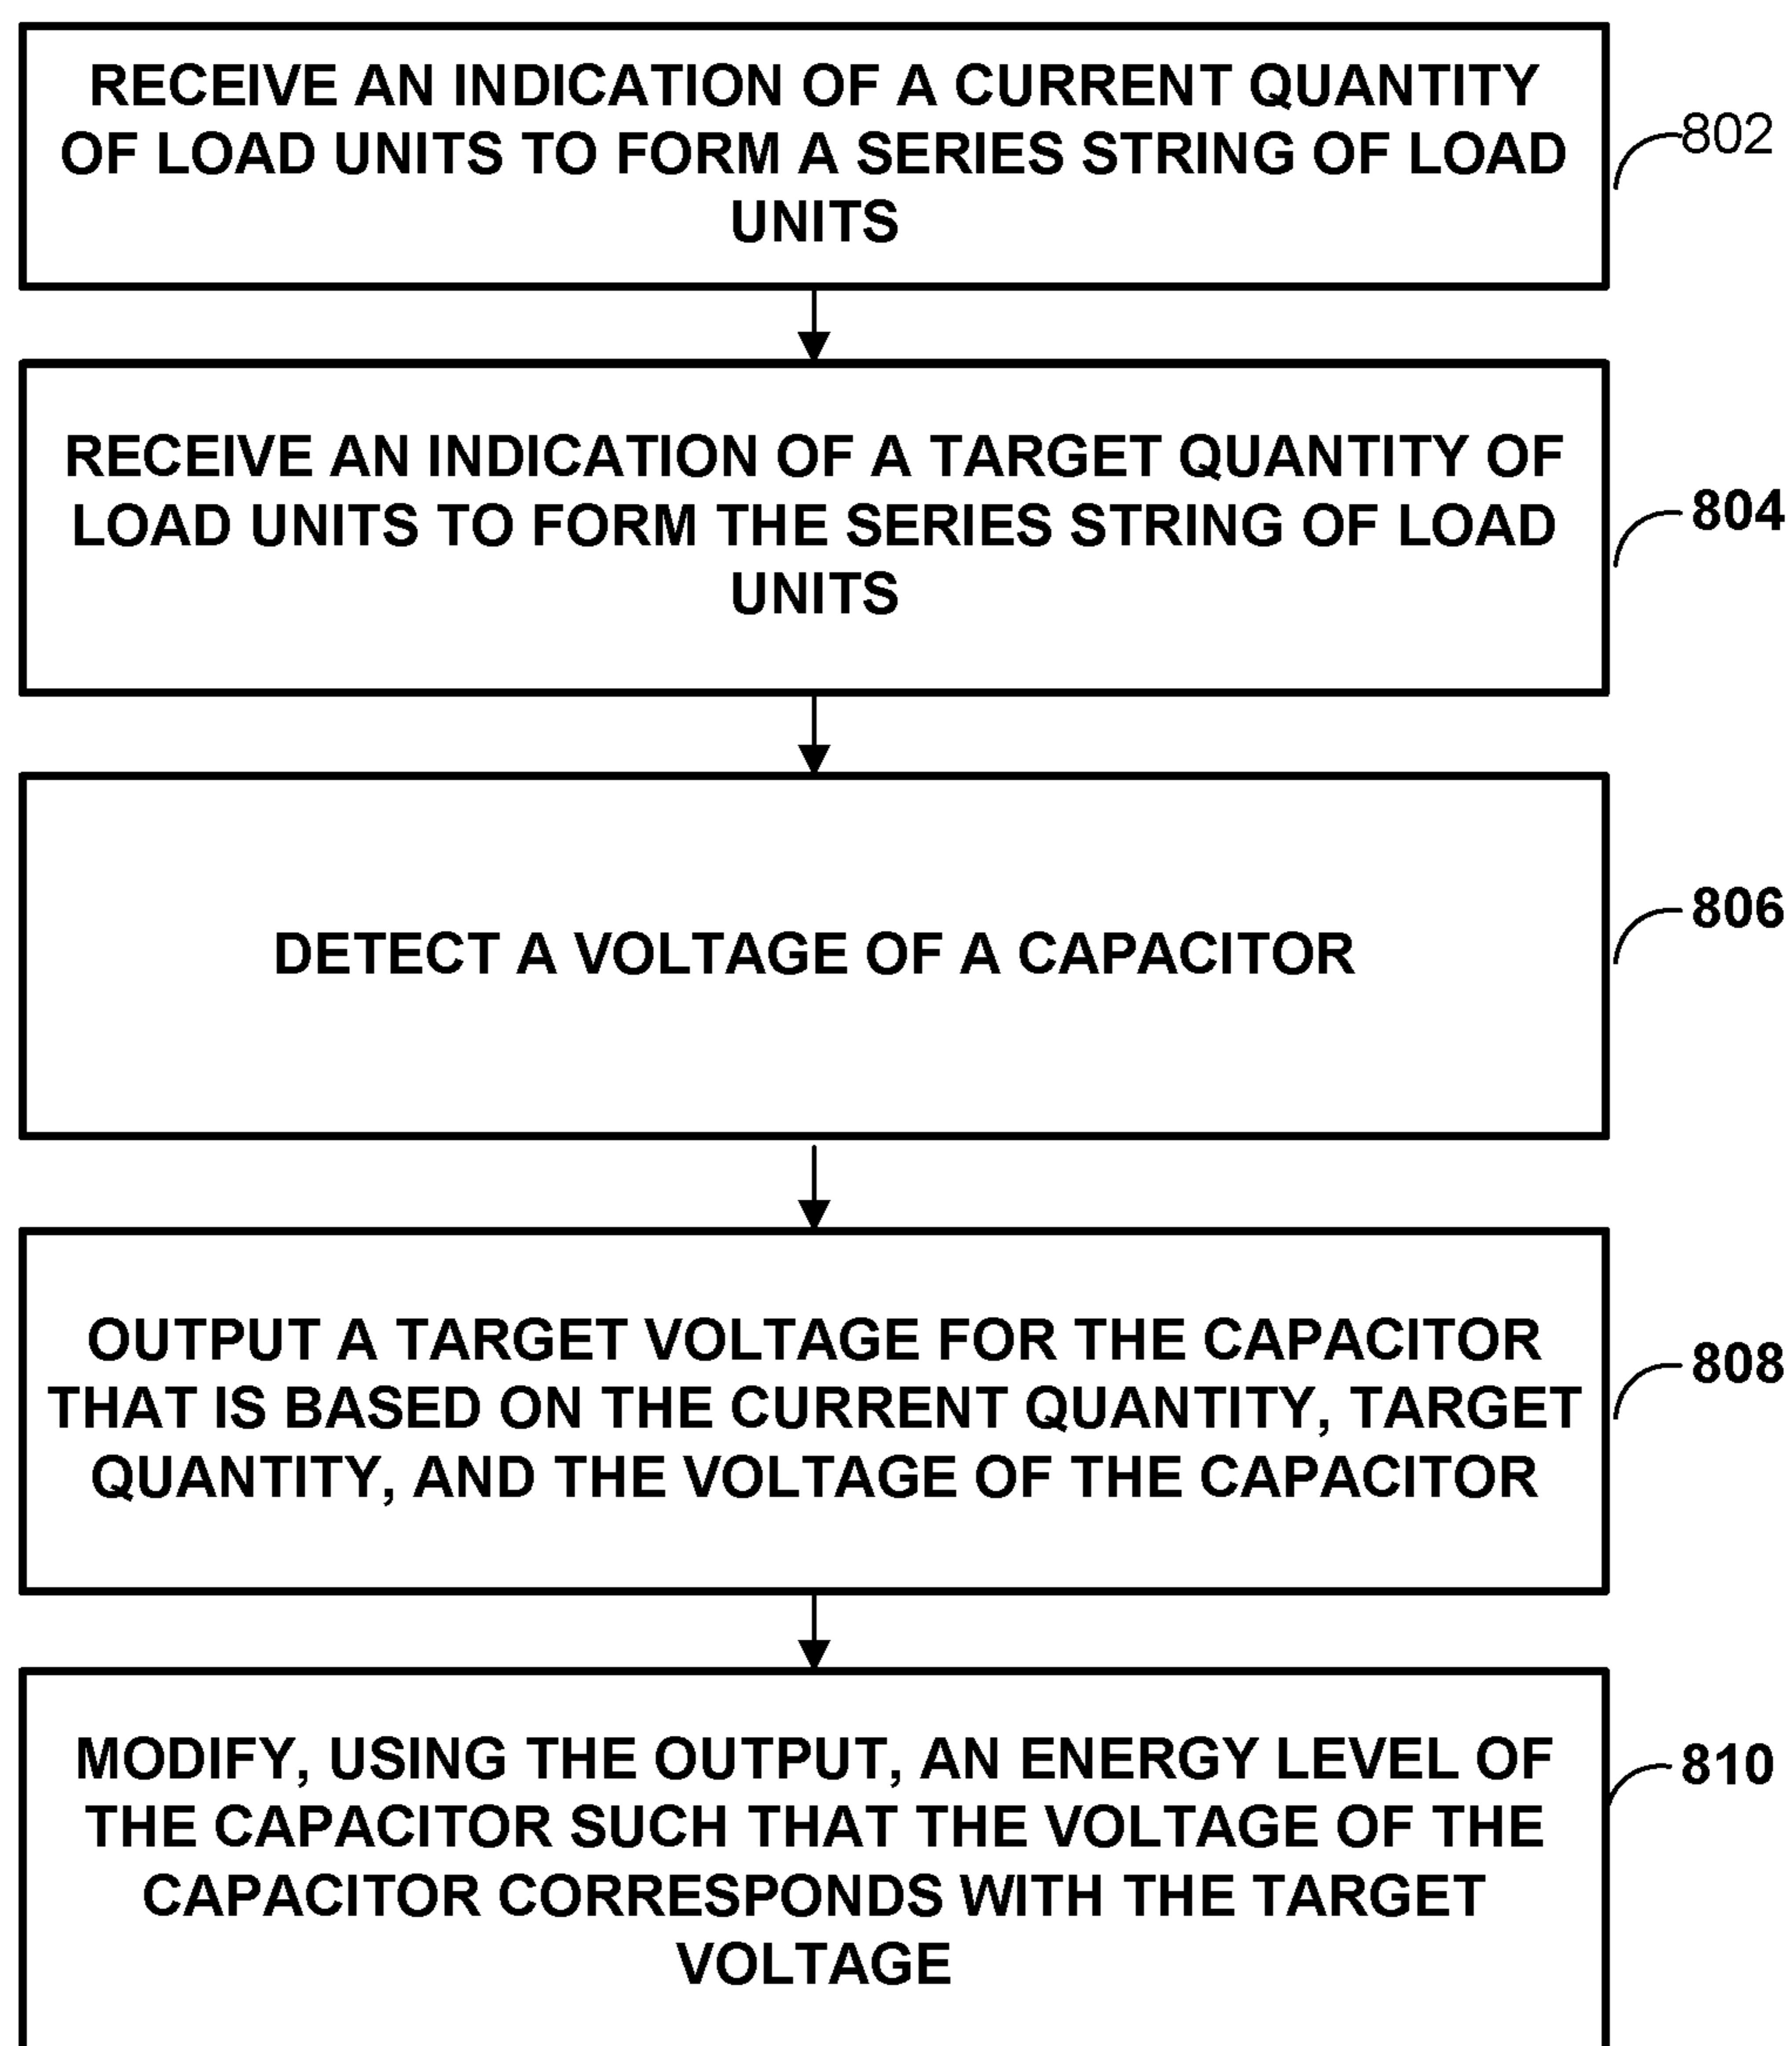 RECEIVE AN INDICATION OF A CURRENT QUANTITY
OF LOAD UNITS TO FORM A SERIES STRING OF LOAD
UNITS
802
RECEIVE AN INDICATION OF A TARGET QUANTITY OF
LOAD UNITS TO FORM THE SERIES STRING OF LOAD
UNITS
804
DETECT A VOLTAGE OF A CAPACITOR
806
OUTPUT A TARGET VOLTAGE FOR THE CAPACITOR
THAT IS BASED ON THE CURRENT QUANTITY, TARGET
QUANTITY, AND THE VOLTAGE OF THE CAPACITOR
808
MODIFY, USING THE OUTPUT, AN ENERGY LEVEL OF
THE CAPACITOR SUCH THAT THE VOLTAGE OF THE
CAPACITOR CORRESPONDS WITH THE TARGET
VOLTAGE
810